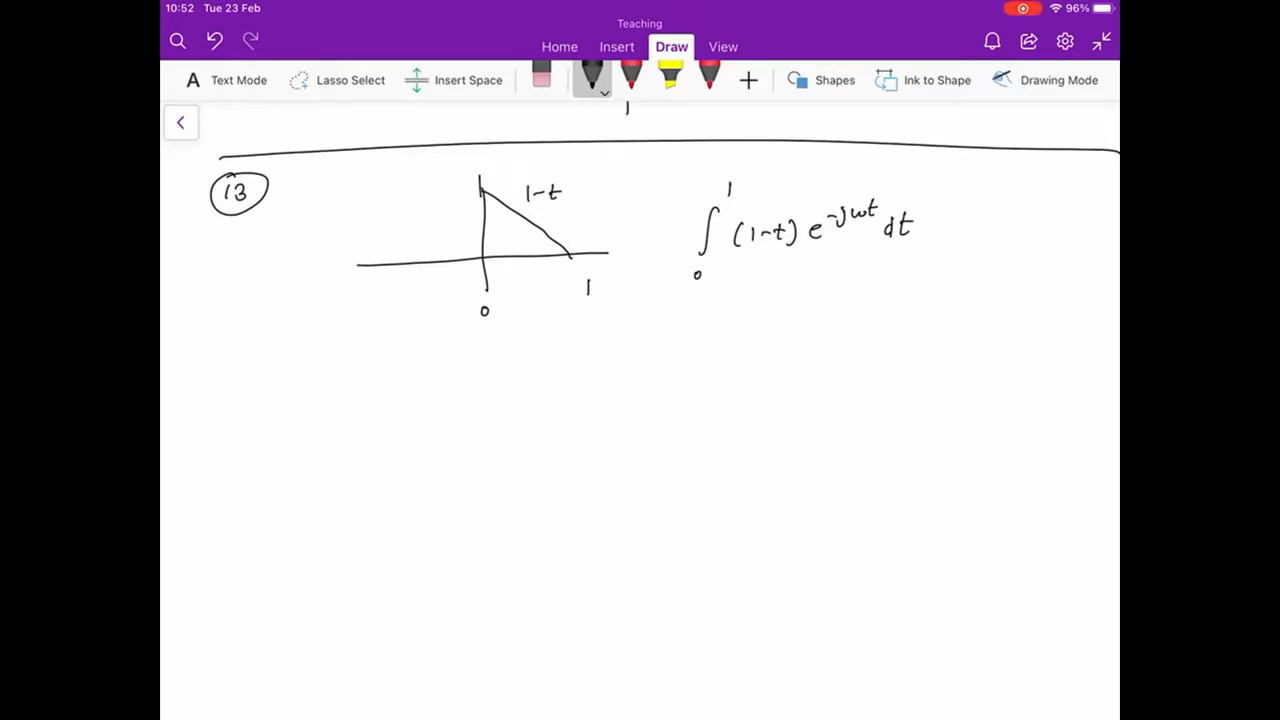 10:52 Tue 23 Feb
96%
Teaching
Home Insert Draw View
Text Mode Lasso Select Insert Space Shapes Ink to Shape Drawing Mode
1
13
1-t
∫₀¹ (1-t) e^{-jωt} dt
1
0